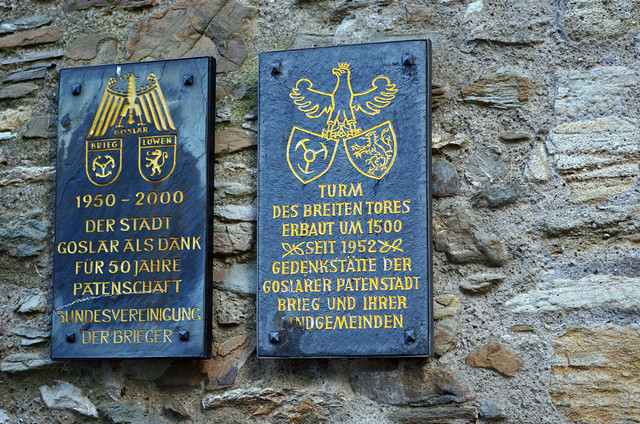 GOSLAR
BRIEG LÖWEN
1950 - 2000
DER STADT
GOSLAR ALS DANK
FÜR 50 JAHRE
PATENSCHAFT
BUNDESVEREINIGUNG
DER BRIEGER
TURM
DES BREITEN TORES
ERBAUT UM 1500
SEIT 1952
GEDENKSTÄTTE DER
GOSLARER PATENSTADT
BRIEG UND IHRER
LANDGEMEINDEN